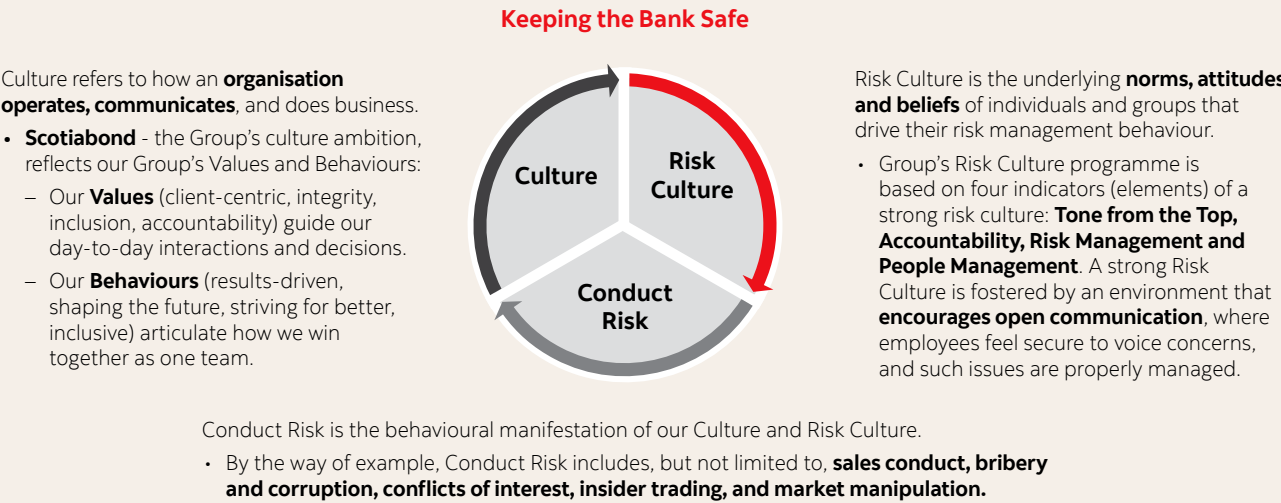 Keeping the Bank Safe
Culture refers to how an organisation
operates, communicates, and does business.
• Scotiabond - the Group's culture ambition,
reflects our Group's Values and Behaviours:
– Our Values (client-centric, integrity,
inclusion, accountability) guide our
day-to-day interactions and decisions.
– Our Behaviours (results-driven,
shaping the future, striving for better,
inclusive) articulate how we win
together as one team.
Culture
Risk
Culture
Conduct
Risk
Risk Culture is the underlying norms, attitudes
and beliefs of individuals and groups that
drive their risk management behaviour.
• Group's Risk Culture programme is
based on four indicators (elements) of a
strong risk culture: Tone from the Top,
Accountability, Risk Management and
People Management. A strong Risk
Culture is fostered by an environment that
encourages open communication, where
employees feel secure to voice concerns,
and such issues are properly managed.
Conduct Risk is the behavioural manifestation of our Culture and Risk Culture.
• By the way of example, Conduct Risk includes, but not limited to, sales conduct, bribery
and corruption, conflicts of interest, insider trading, and market manipulation.